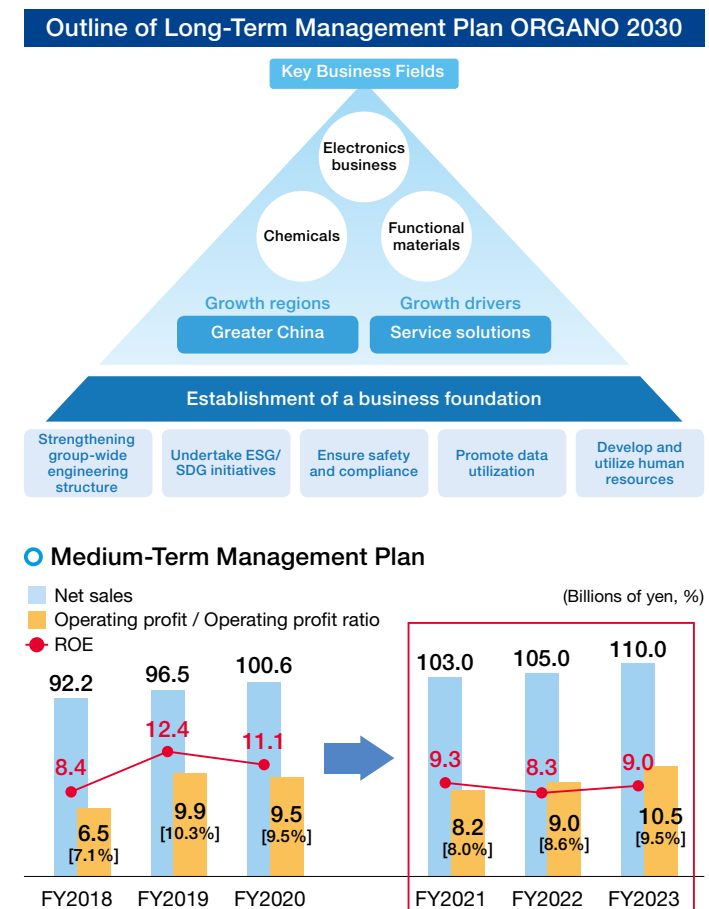 Outline of Long-Term Management Plan ORGANO 2030
Key Business Fields
Electronics
business
Chemicals
Functional
materials
Growth regions
Growth drivers
Greater China
Service solutions
Establishment of a business foundation
Strengthening
group-wide
engineering
structure
Undertake ESG/
SDG initiatives
Ensure safety
and compliance
Promote data
utilization
Develop and
utilize human
resources
Medium-Term Management Plan
Net sales
(Billions of yen, %)
Operating profit / Operating profit ratio
ROE
92.2
96.5
100.6
103.0
105.0
110.0
8.4
12.4
11.1
9.3
8.3
9.0
6.5
[7.1%]
9.9
[10.3%]
9.5
[9.5%]
8.2
[8.0%]
9.0
[8.6%]
10.5
[9.5%]
FY2018
FY2019
FY2020
FY2021
FY2022
FY2023